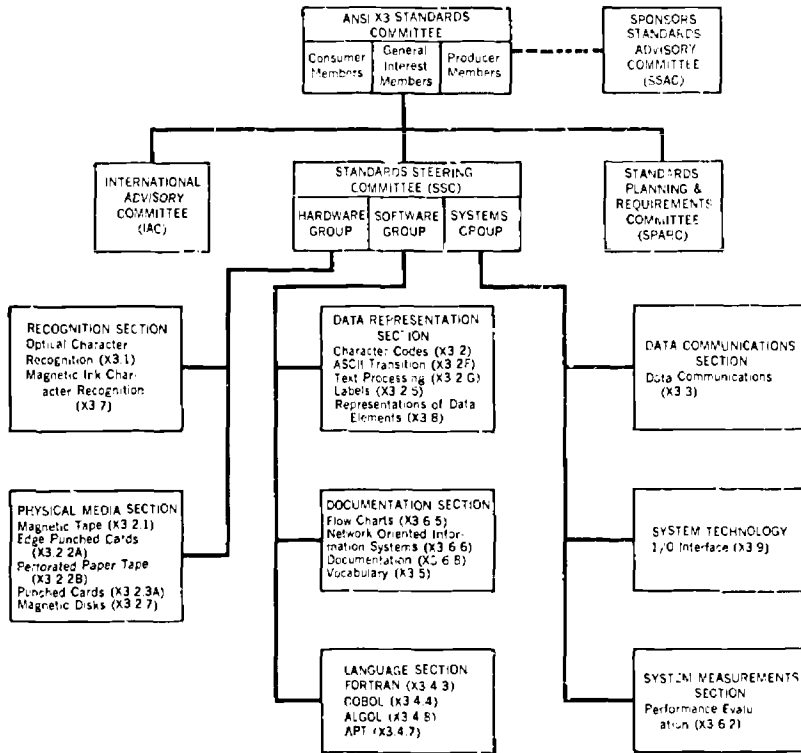 ANSI X3 STANDARDS
COMMITTEE
Consumer
Members
General
Interest
Members
Producer
Members
SPONSORS
STANDARDS
ADVISORY
COMMITTEE
(SSAC)
INTERNATIONAL
ADVISORY
COMMITTEE
(IAC)
STANDARDS STEERING
COMMITTEE (SSC)
HARDWARE
GROUP
SOFTWARE
GROUP
SYSTEMS
GROUP
STANDARDS
PLANNING &
REQUIREMENTS
COMMITTEE
(SPARC)
RECOGNITION SECTION
Optical Character
Recognition (X3.1)
Magnetic Ink Char-
acter Recognition
(X3.7)
DATA REPRESENTATION
SECTION
Character Codes (X3.2)
ASCII Transition (X3.2F)
Text Processing (X3.2.G)
Labels (X3.2.5)
Representations of Data
Elements (X3.8)
DATA COMMUNICATIONS
SECTION
Data Communications
(X3.3)
PHYSICAL MEDIA SECTION
Magnetic Tape (X3.2.1)
Edge Punched Cards
(X3.2.2A)
Perforated Paper Tape
(X3.2.2B)
Punched Cards (X3.2.3A)
Magnetic Disks (X3.2.7)
DOCUMENTATION SECTION
Flow Charts (X3.6.5)
Network Oriented Infor-
mation Systems (X3.6.6)
Documentation (X3.6.8)
Vocabulary (X3.5)
SYSTEM TECHNOLOGY
I/O Interface (X3.9)
LANGUAGE SECTION
FORTRAN (X3.4.3)
COBOL (X3.4.4)
ALGOL (X3.4.8)
APT (X3.4.7)
SYSTEM MEASUREMENTS
SECTION
Performance Evalu-
ation (X3.6.2)